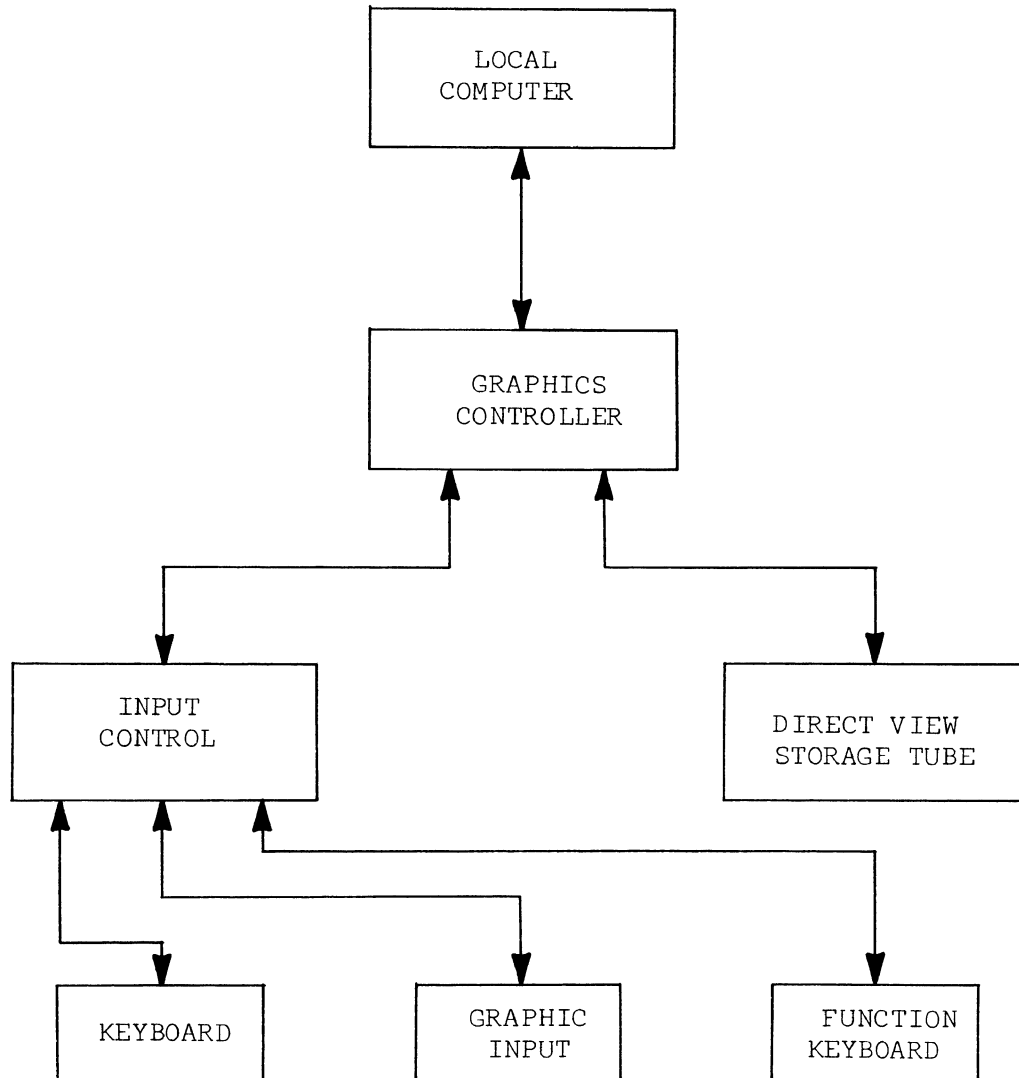 LOCAL
COMPUTER
GRAPHICS
CONTROLLER
INPUT
CONTROL
DIRECT VIEW
STORAGE TUBE
KEYBOARD
GRAPHIC
INPUT
FUNCTION
KEYBOARD